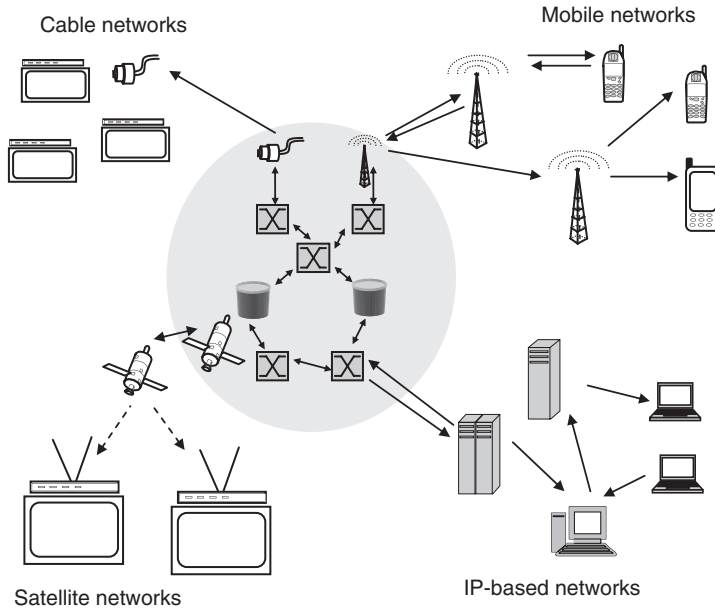 Cable networks
Mobile networks
Satellite networks
IP-based networks